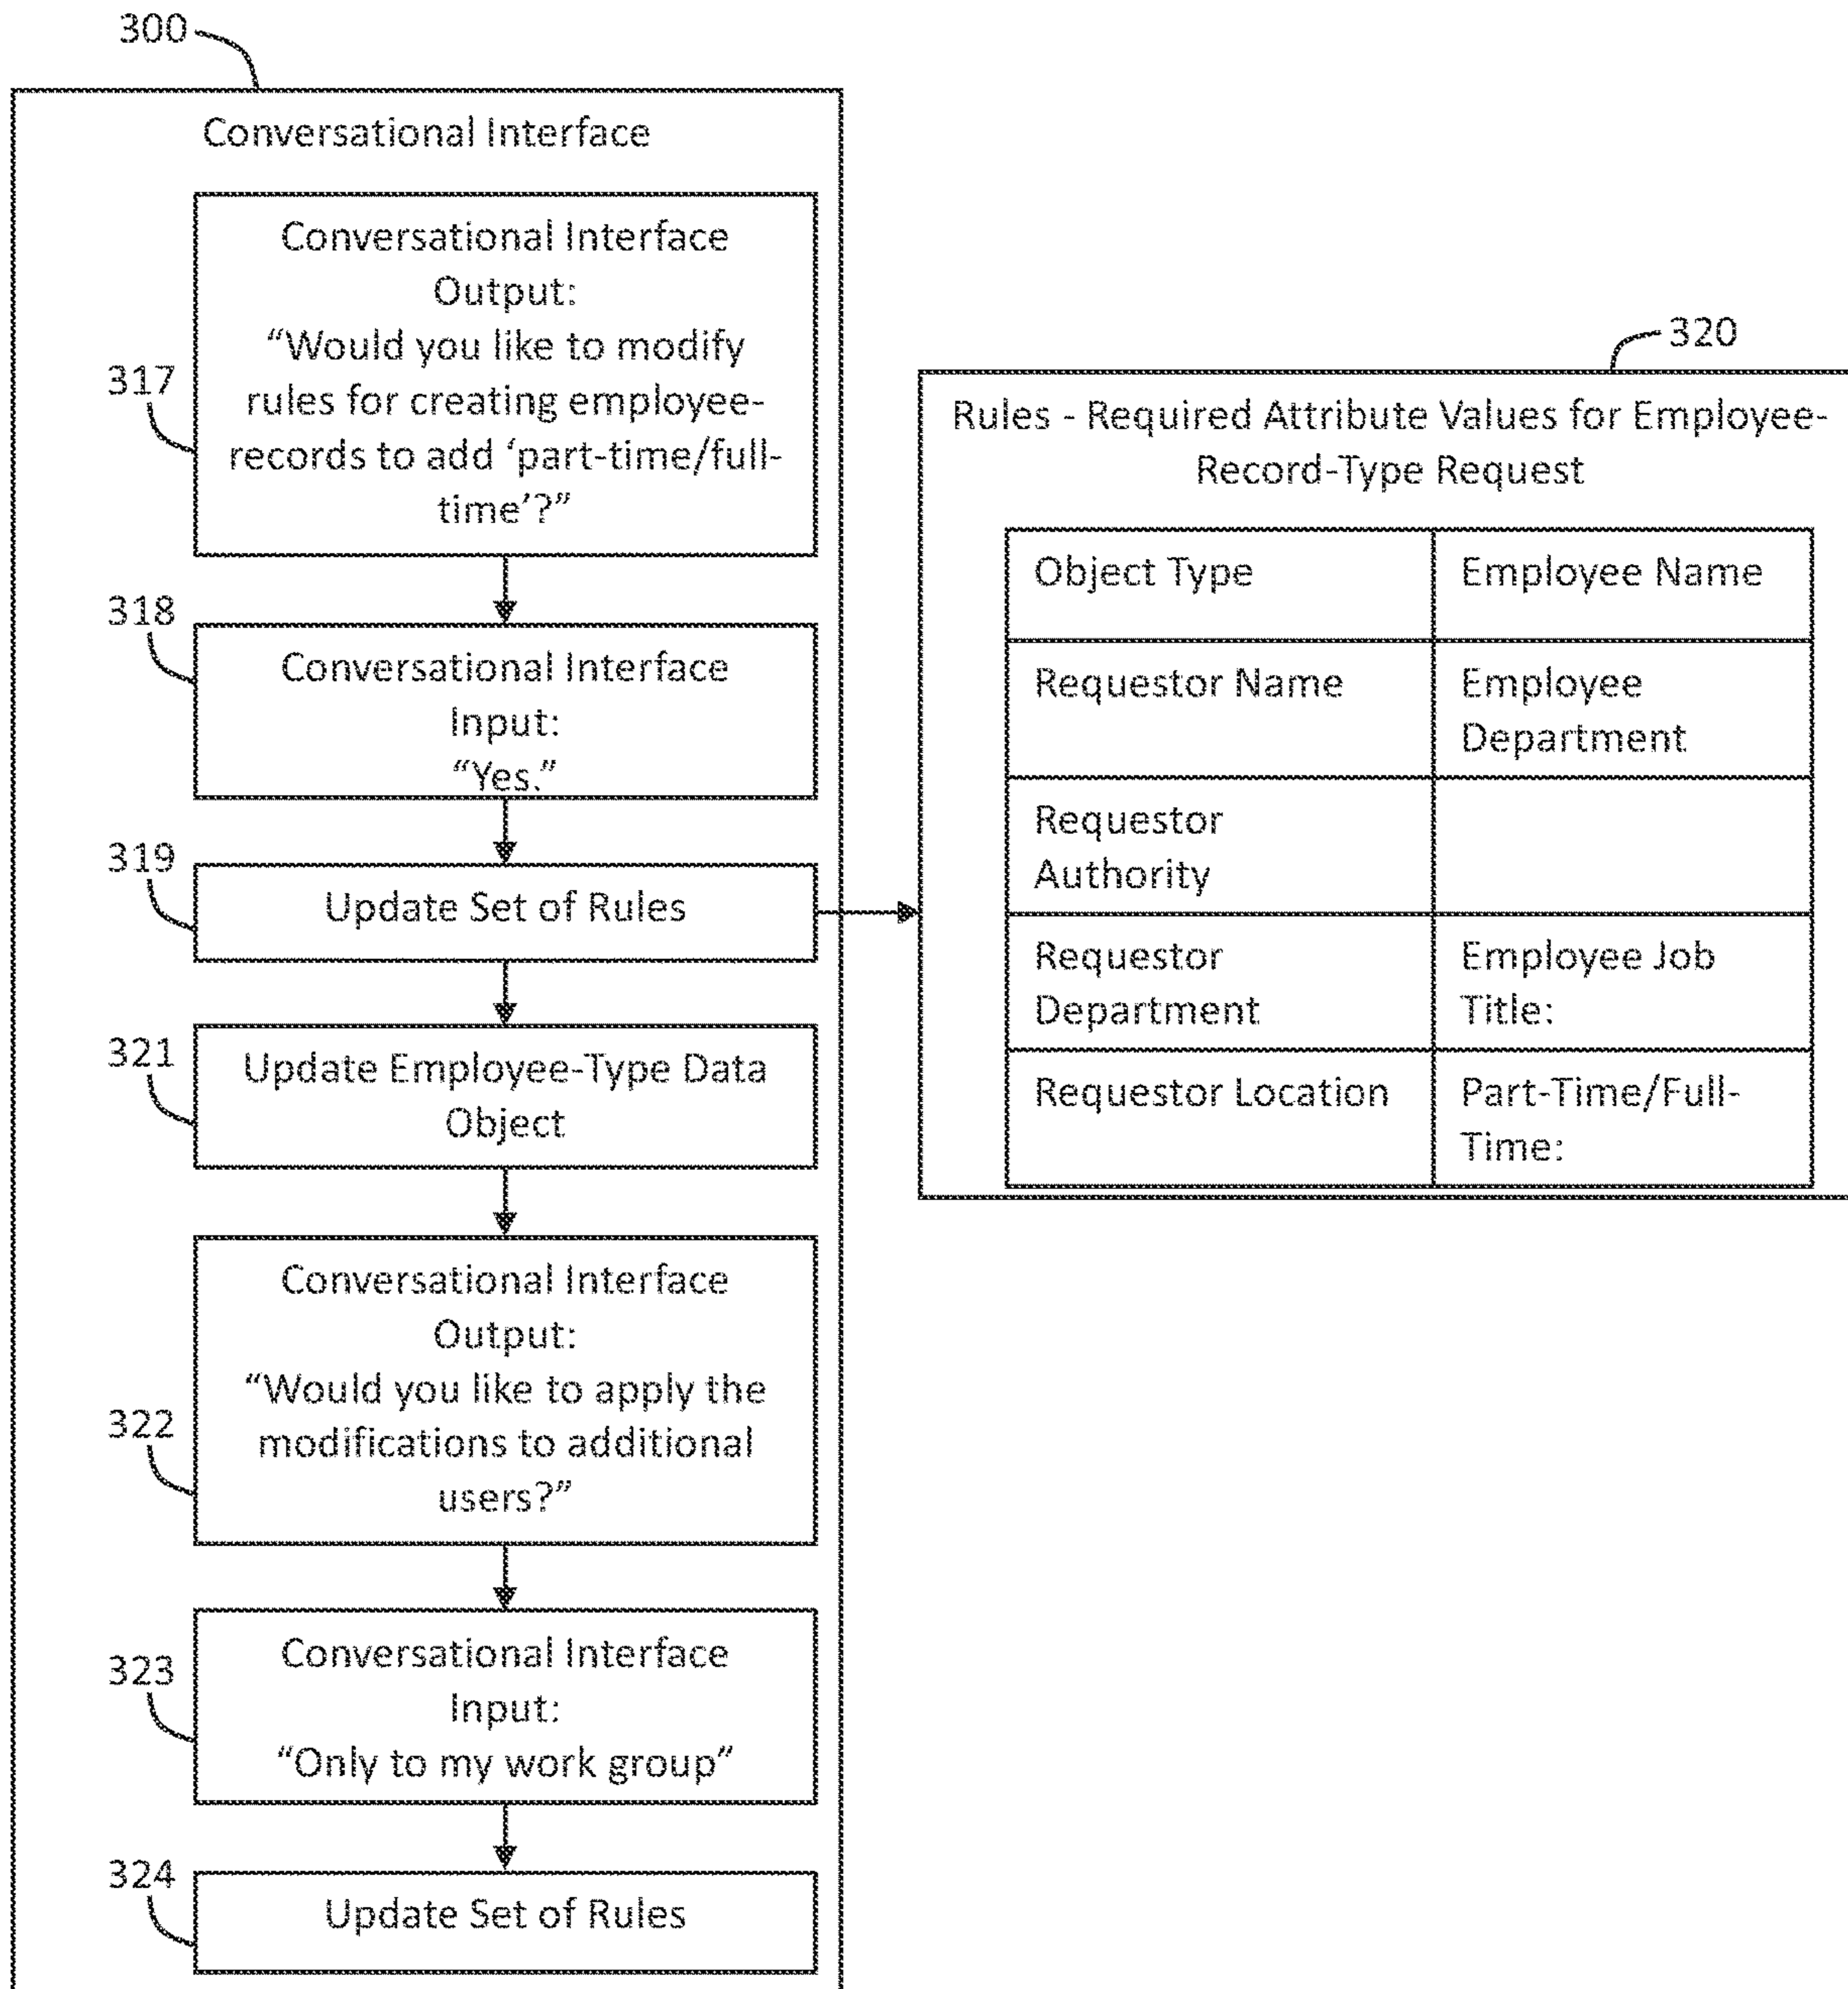 300
Conversational Interface
Conversational Interface
Output:
“Would you like to modify
rules for creating employee-
records to add ‘part-time/full-
time’?”
317
Conversational Interface
Input:
“Yes.”
318
319
Update Set of Rules
321
Update Employee-Type Data
Object
Conversational Interface
Output:
“Would you like to apply the
modifications to additional
users?”
322
Conversational Interface
Input:
“Only to my work group”
323
324
Update Set of Rules
320
Rules - Required Attribute Values for Employee-
Record-Type Request
Object Type
Employee Name
Requestor Name
Employee
Department
Requestor
Authority
Requestor
Department
Employee Job
Title:
Requestor Location
Part-Time/Full-
Time: